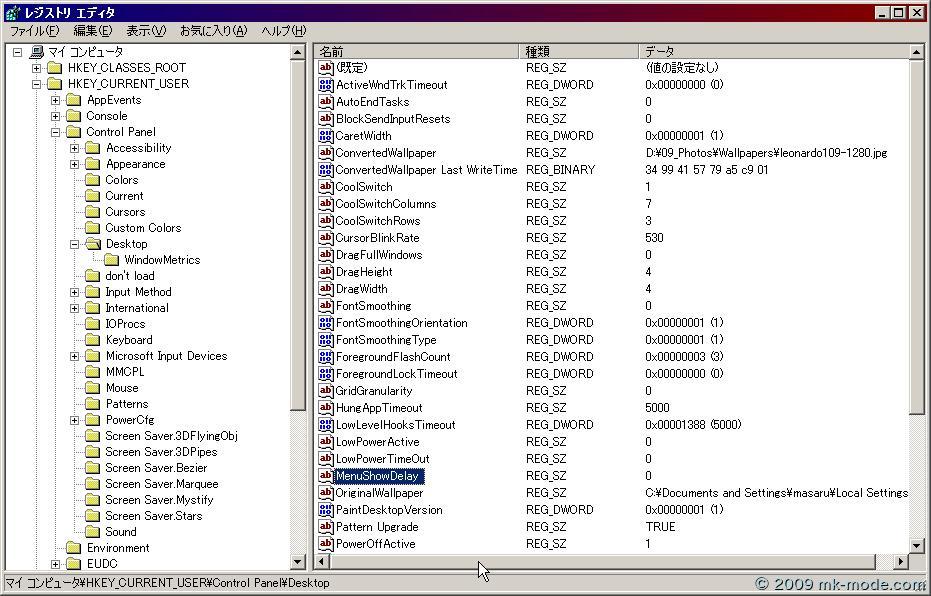 レジストリ エディタ
ファイル(F) 編集(E) 表示(V) お気に入り(A) ヘルプ(H)
マイ コンピュータ
HKEY_CLASSES_ROOT
HKEY_CURRENT_USER
AppEvents
Console
Control Panel
Accessibility
Appearance
Colors
Current
Cursors
Custom Colors
Desktop
WindowMetrics
don't load
Input Method
International
IOProcs
Keyboard
Microsoft Input Devices
MMCPL
Mouse
Patterns
PowerCfg
Screen Saver.3DFlyingObj
Screen Saver.3DPipes
Screen Saver.Bezier
Screen Saver.Marquee
Screen Saver.Mystify
Screen Saver.Stars
Sound
Environment
EUDC
名前 種類 データ
(既定) REG_SZ (値の設定なし)
ActiveWndTrkTimeout REG_DWORD 0x00000000 (0)
AutoEndTasks REG_SZ 0
BlockSendInputResets REG_SZ 0
CaretWidth REG_DWORD 0x00000001 (1)
ConvertedWallpaper REG_SZ D:¥09_Photos¥Wallpapers¥leonardo109-1280.jpg
ConvertedWallpaper Last WriteTime REG_BINARY 34 99 41 57 79 a5 c9 01
CoolSwitch REG_SZ 1
CoolSwitchColumns REG_SZ 7
CoolSwitchRows REG_SZ 3
CursorBlinkRate REG_SZ 530
DragFullWindows REG_SZ 0
DragHeight REG_SZ 4
DragWidth REG_SZ 4
FontSmoothing REG_SZ 0
FontSmoothingOrientation REG_DWORD 0x00000001 (1)
FontSmoothingType REG_DWORD 0x00000001 (1)
ForegroundFlashCount REG_DWORD 0x00000003 (3)
ForegroundLockTimeout REG_DWORD 0x00000000 (0)
GridGranularity REG_SZ 0
HungAppTimeout REG_SZ 5000
LowLevelHooksTimeout REG_DWORD 0x00001388 (5000)
LowPowerActive REG_SZ 0
LowPowerTimeOut REG_SZ 0
MenuShowDelay REG_SZ 0
OriginalWallpaper REG_SZ C:¥Documents and Settings¥masaru¥Local Settings
PaintDesktopVersion REG_DWORD 0x00000001 (1)
Pattern Upgrade REG_SZ TRUE
PowerOffActive REG_SZ 1
マイ コンピュータ¥HKEY_CURRENT_USER¥Control Panel¥Desktop
© 2009 mk-mode.com